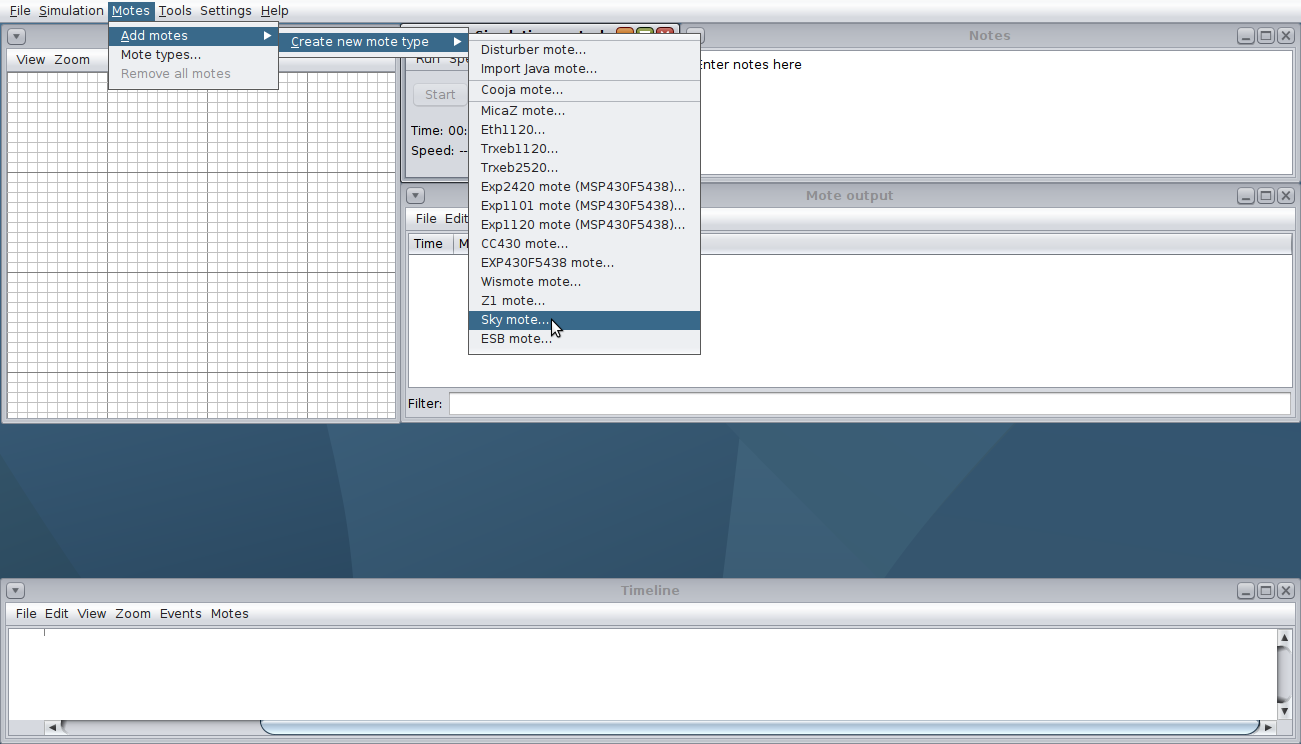 File Simulation Motes Tools Settings Help
Add motes
Mote types...
Remove all motes
Create new mote type
Disturber mote...
Import Java mote...
Cooja mote...
MicaZ mote...
Eth1120...
Trxeb1120...
Trxeb2520...
Exp2420 mote (MSP430F5438)...
Exp1101 mote (MSP430F5438)...
Exp1120 mote (MSP430F5438)...
CC430 mote...
EXP430F5438 mote...
Wismote mote...
Z1 mote...
Sky mote...
ESB mote...
View Zoom
Run
Start
Time: 00:
Speed: --
Notes
Enter notes here
Mote output
File Edit
Time
Filter:
Timeline
File Edit View Zoom Events Motes